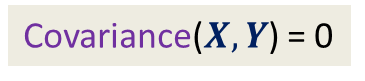 Covariance(X, Y) = 0